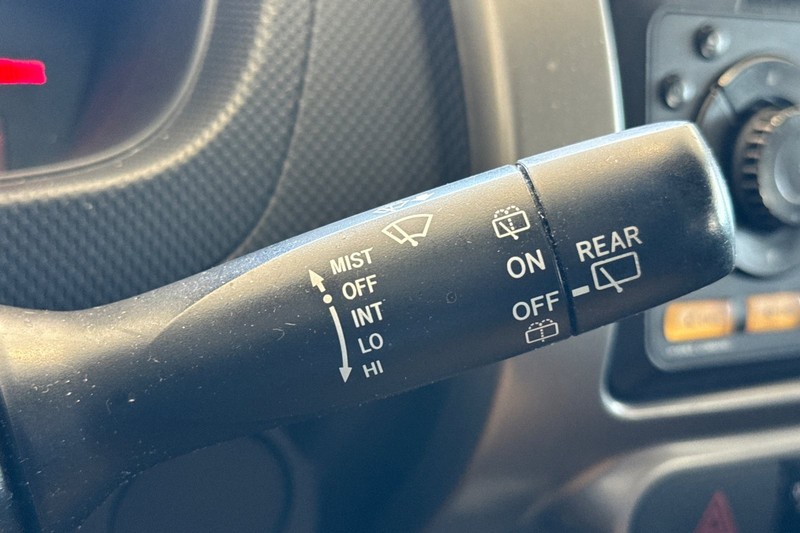 MIST
OFF
INT
LO
HI
ON
OFF
REAR